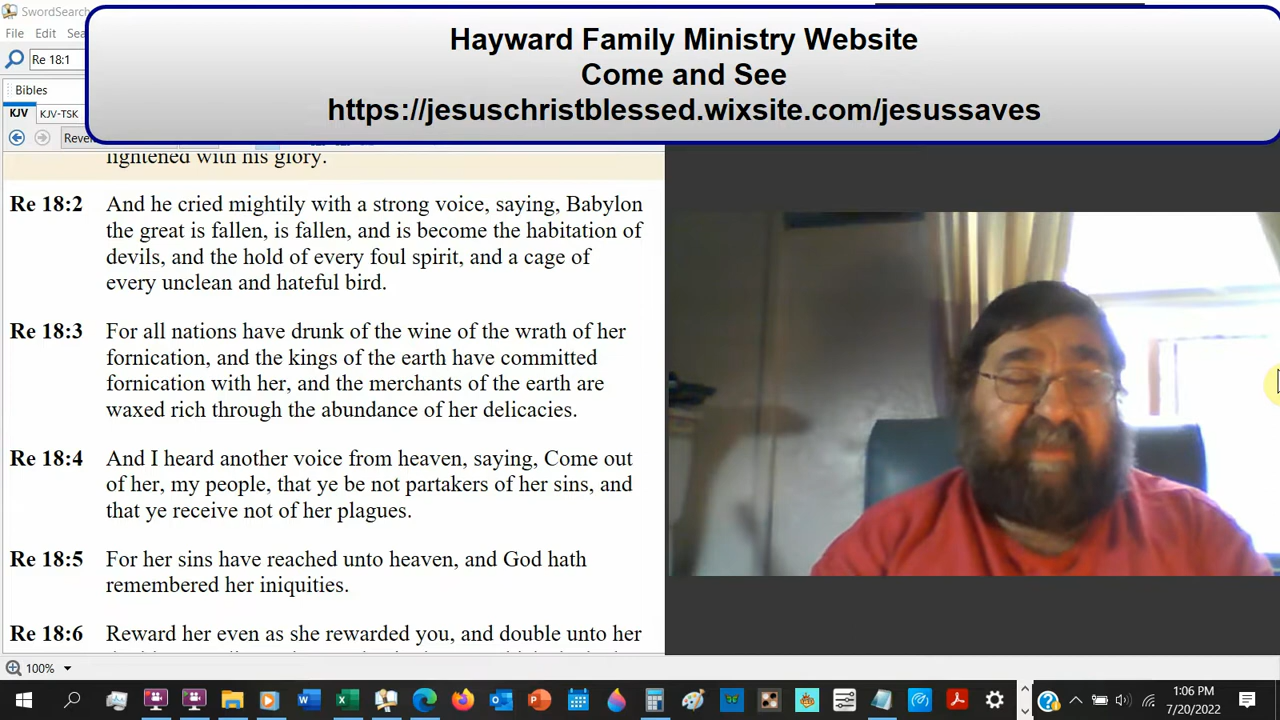 SwordSearch
File Edit Sea
Hayward Family Ministry Website
Come and See
https://jesuschristblessed.wixsite.com/jesussaves
Re 18:1
Bibles
KJV KJV-TSK
Revel
lightened with his glory.
Re 18:2 And he cried mightily with a strong voice, saying, Babylon
the great is fallen, is fallen, and is become the habitation of
devils, and the hold of every foul spirit, and a cage of
every unclean and hateful bird.
Re 18:3 For all nations have drunk of the wine of the wrath of her
fornication, and the kings of the earth have committed
fornication with her, and the merchants of the earth are
waxed rich through the abundance of her delicacies.
Re 18:4 And I heard another voice from heaven, saying, Come out
of her, my people, that ye be not partakers of her sins, and
that ye receive not of her plagues.
Re 18:5 For her sins have reached unto heaven, and God hath
remembered her iniquities.
Re 18:6 Reward her even as she rewarded you, and double unto her
100%
1:06 PM
7/20/2022